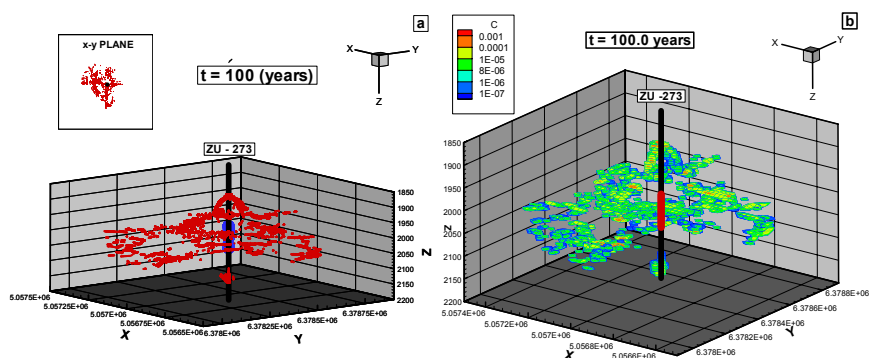 a
x-y PLANE
t = 100 (years)
X
Y
Z
ZU - 273
1850
1900
1950
2000
2050
2100
2150
2200
Z
5.0575E+06
5.05725E+06
5.057E+06
5.05675E+06
5.0565E+06
X
6.378E+06
6.37825E+06
6.3785E+06
6.37875E+06
Y
b
C
0.001
0.0001
1E-05
8E-06
1E-06
1E-07
t = 100.0 years
X
Y
Z
ZU -273
1850
1900
1950
2000
2050
2100
2150
2200
Z
5.0574E+06
5.0572E+06
5.057E+06
5.0568E+06
5.0566E+06
X
6.378E+06
6.3782E+06
6.3784E+06
6.3786E+06
6.3788E+06
Y